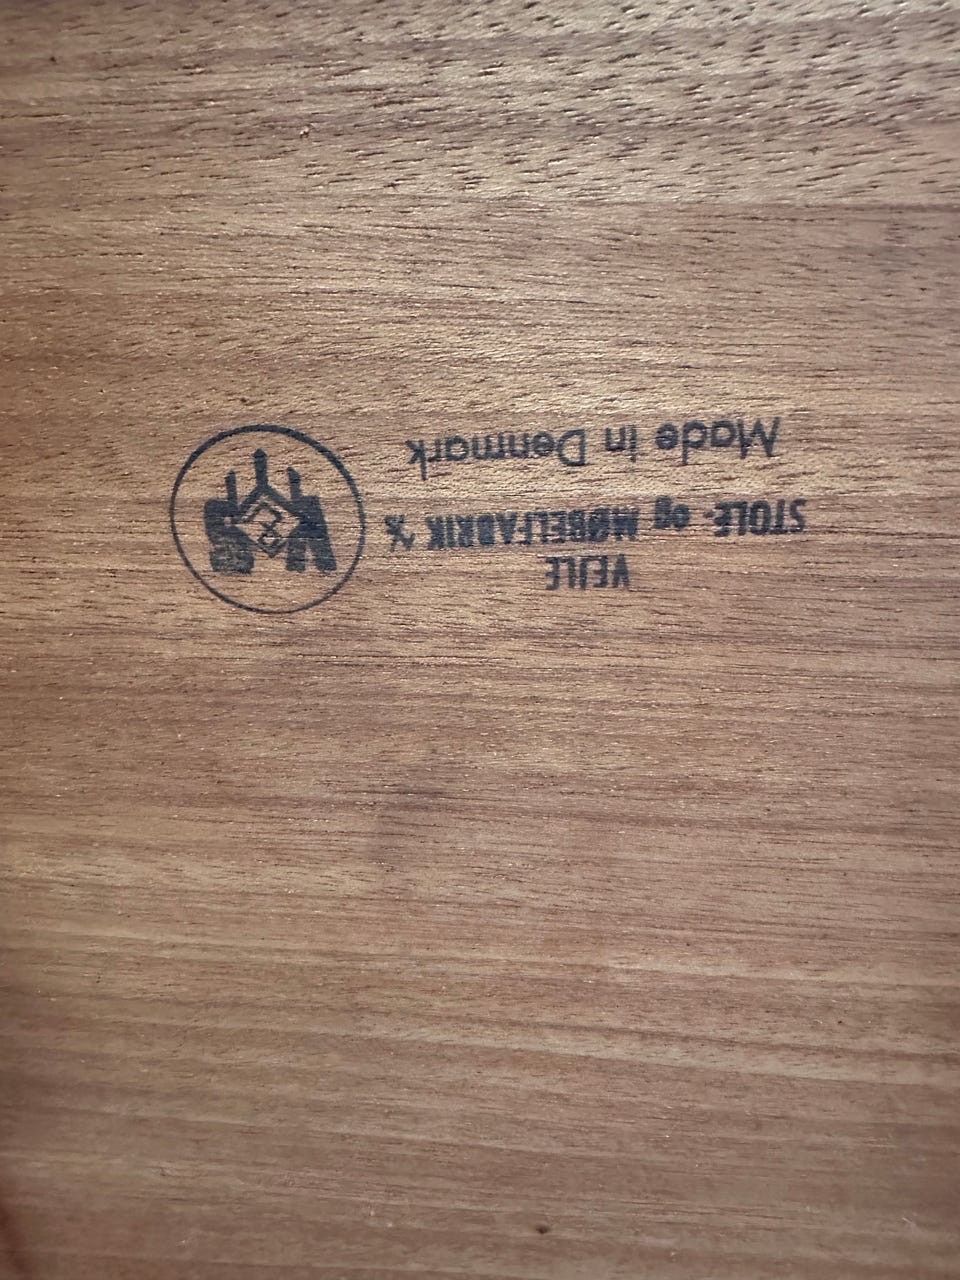 VEJLE
STOLE- og MØBELFABRIK A/S
Made in Denmark